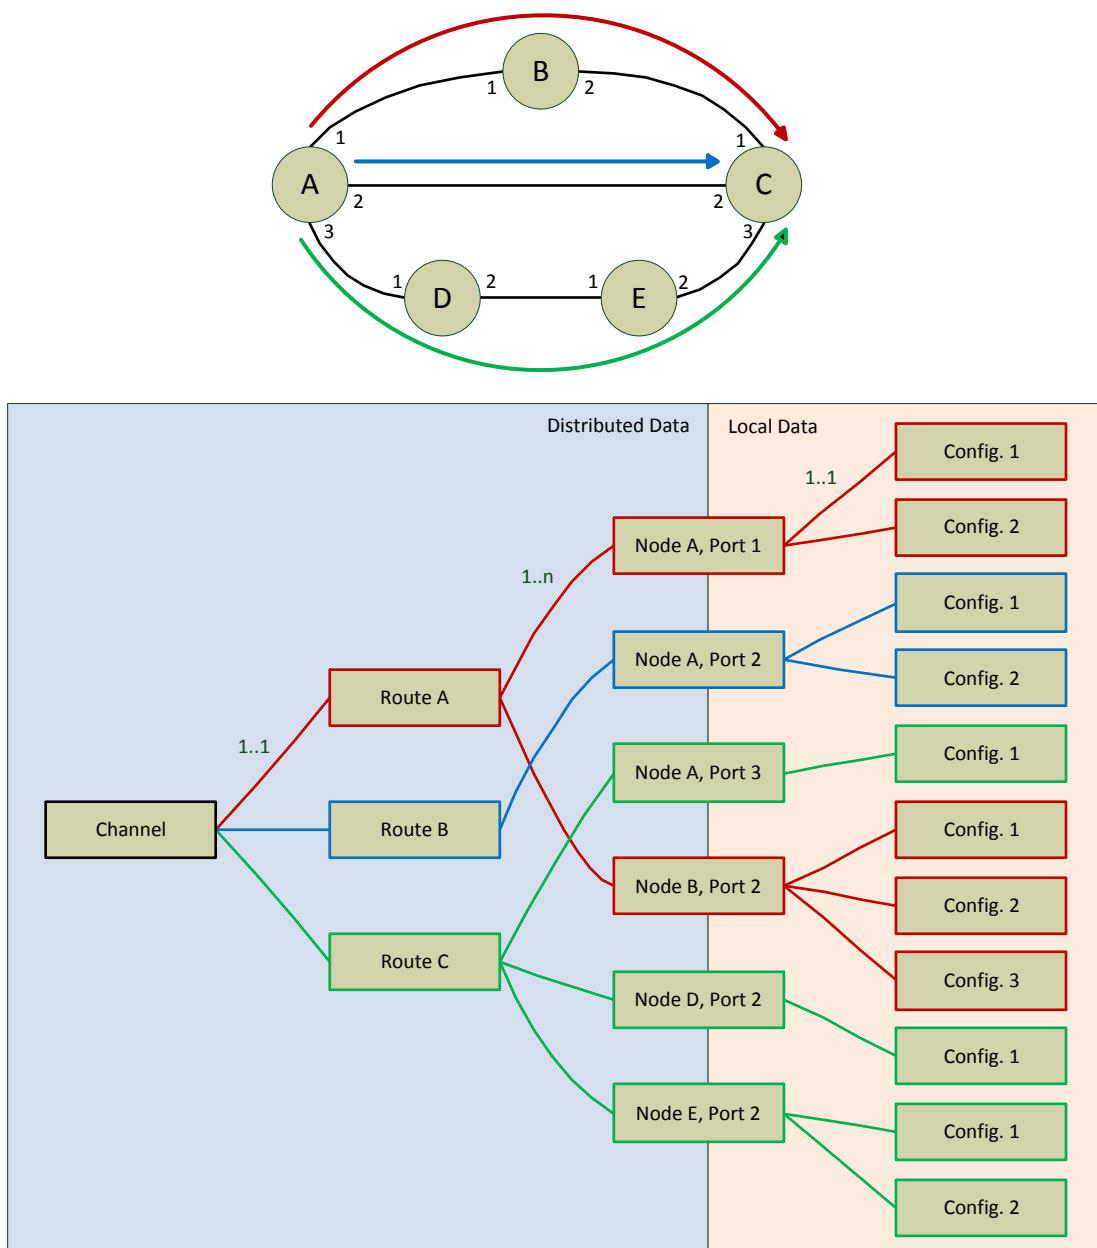 B
1
2
1
1
A
C
2
2
3
3
1
2
1
2
D
E
Distributed Data
Local Data
Config. 1
1..1
Config. 2
Node A, Port 1
1..n
Config. 1
Node A, Port 2
Config. 2
Route A
1..1
Config. 1
Node A, Port 3
Channel
Route B
Config. 1
Node B, Port 2
Config. 2
Route C
Config. 3
Node D, Port 2
Config. 1
Node E, Port 2
Config. 1
Config. 2